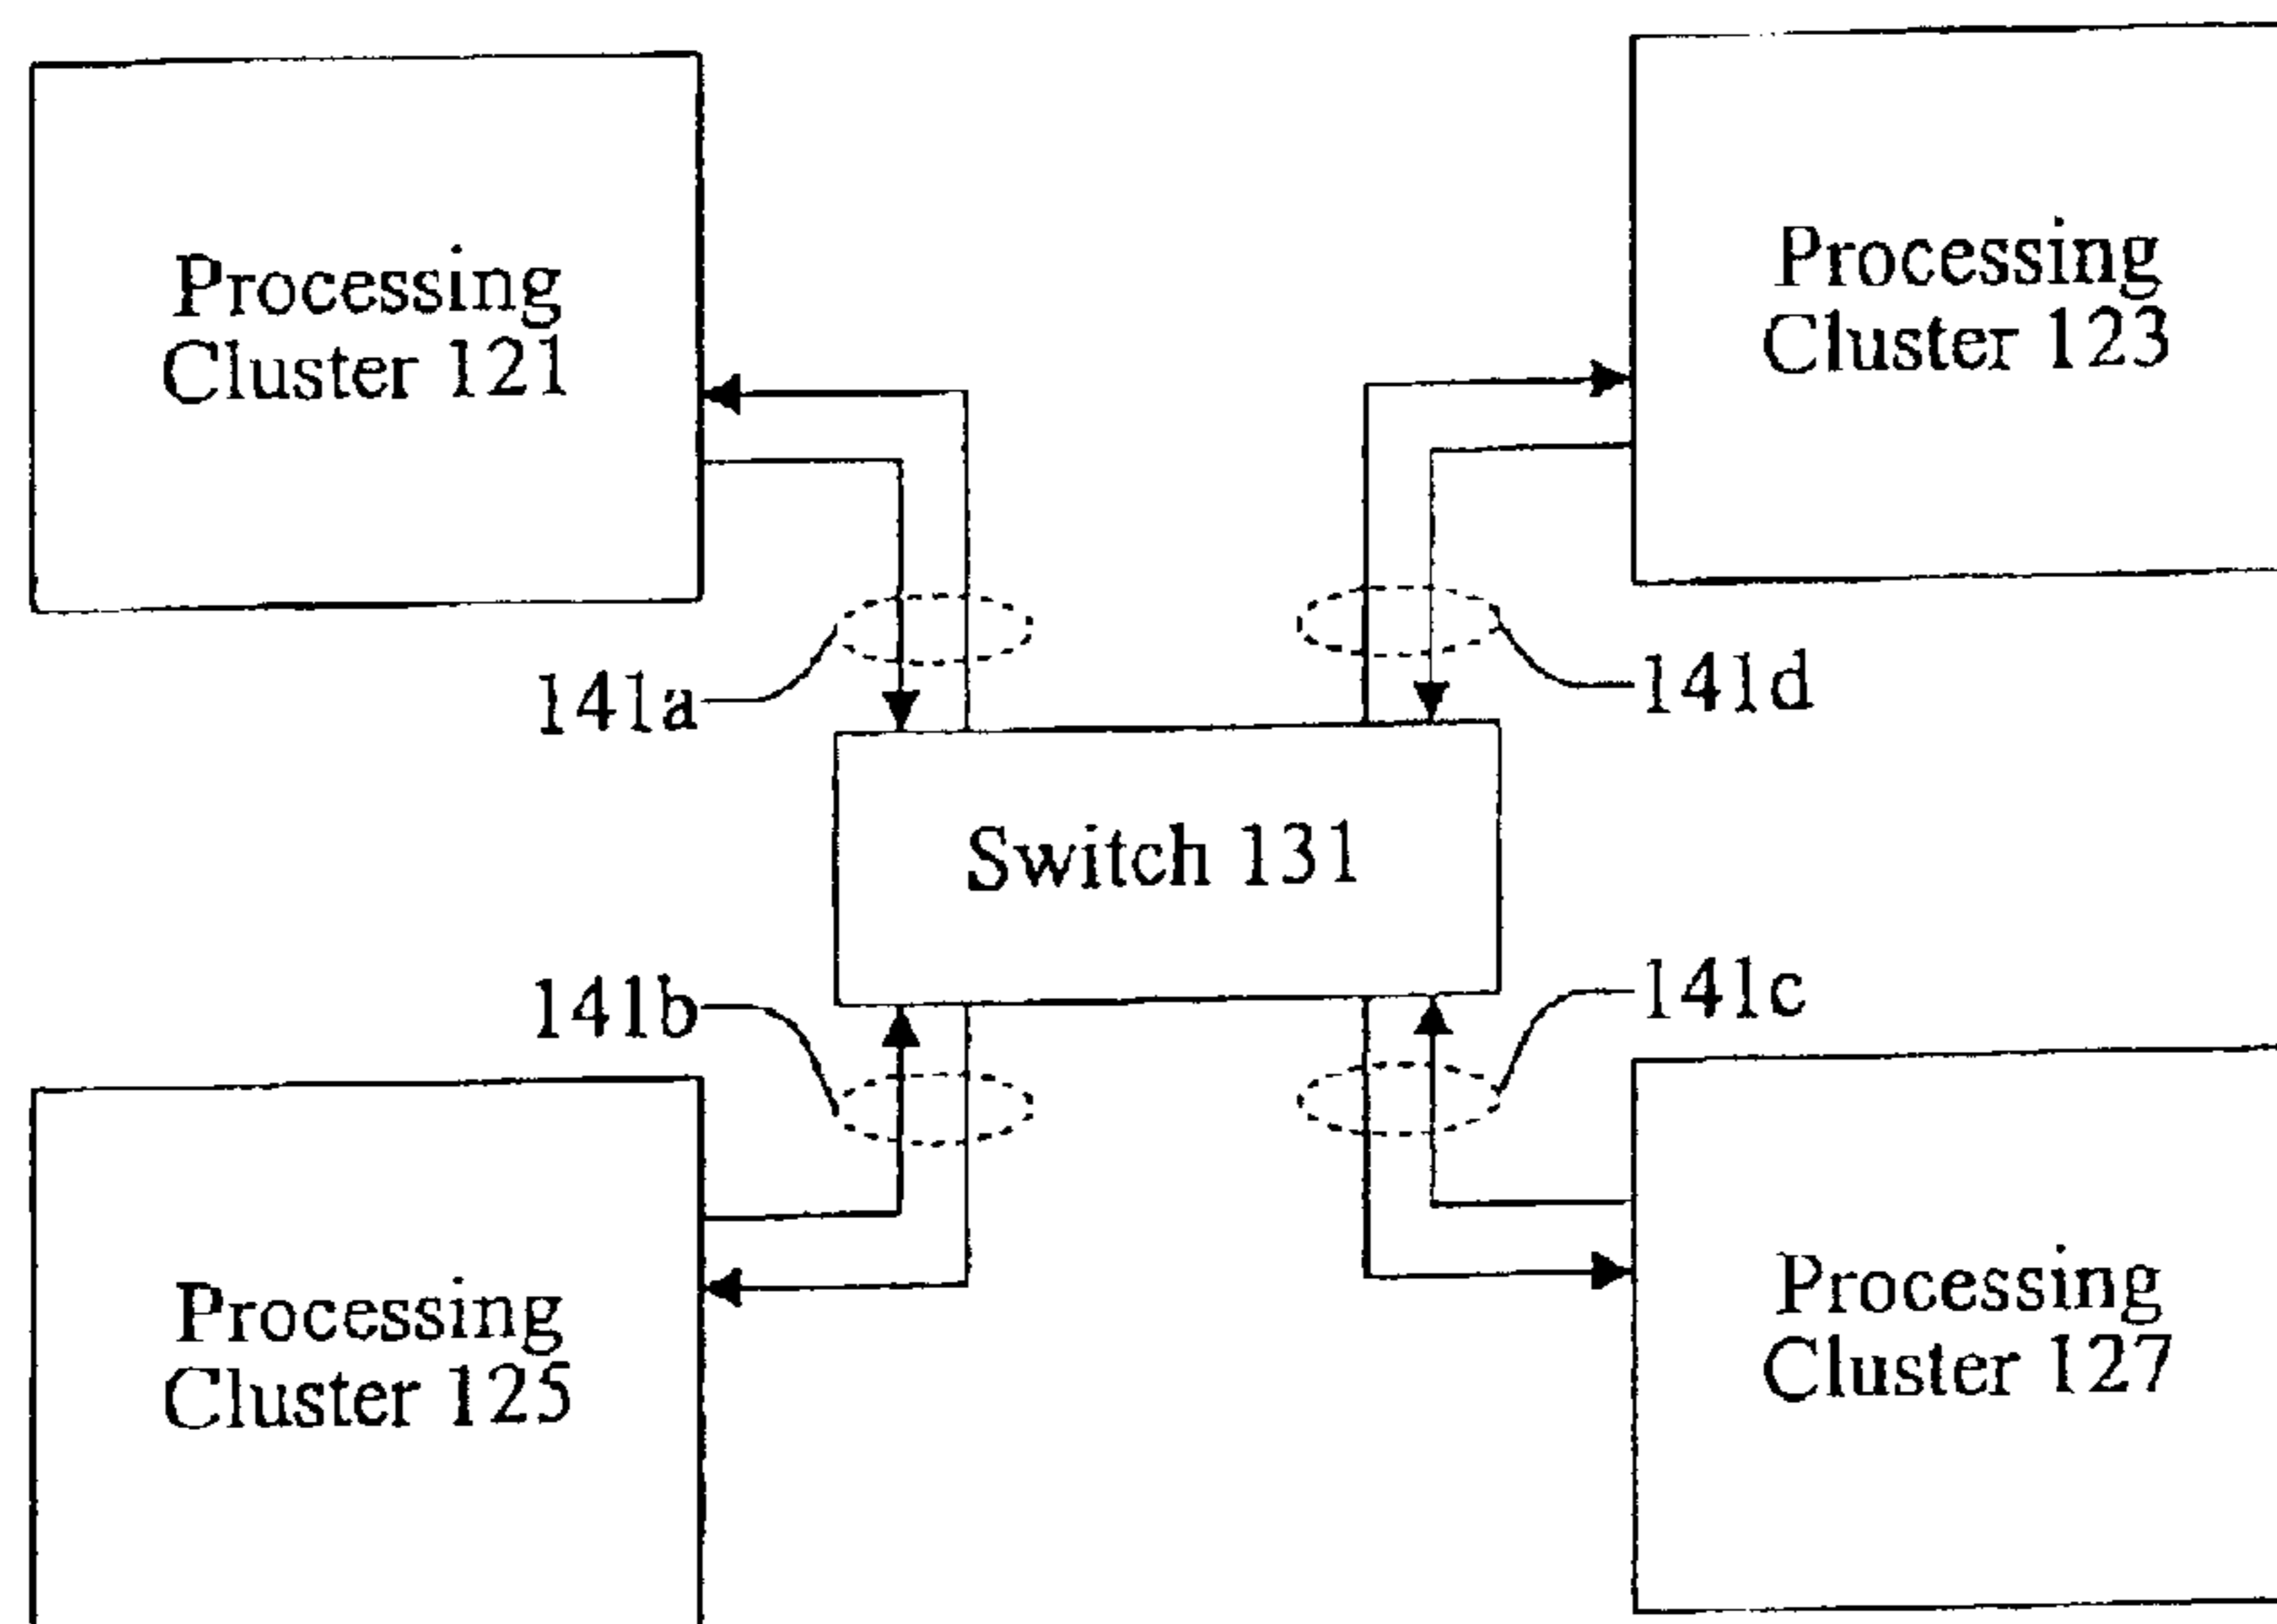 Processing
Cluster 121
Processing
Cluster 123
141a
141d
Switch 131
141b
141c
Processing
Cluster 125
Processing
Cluster 127